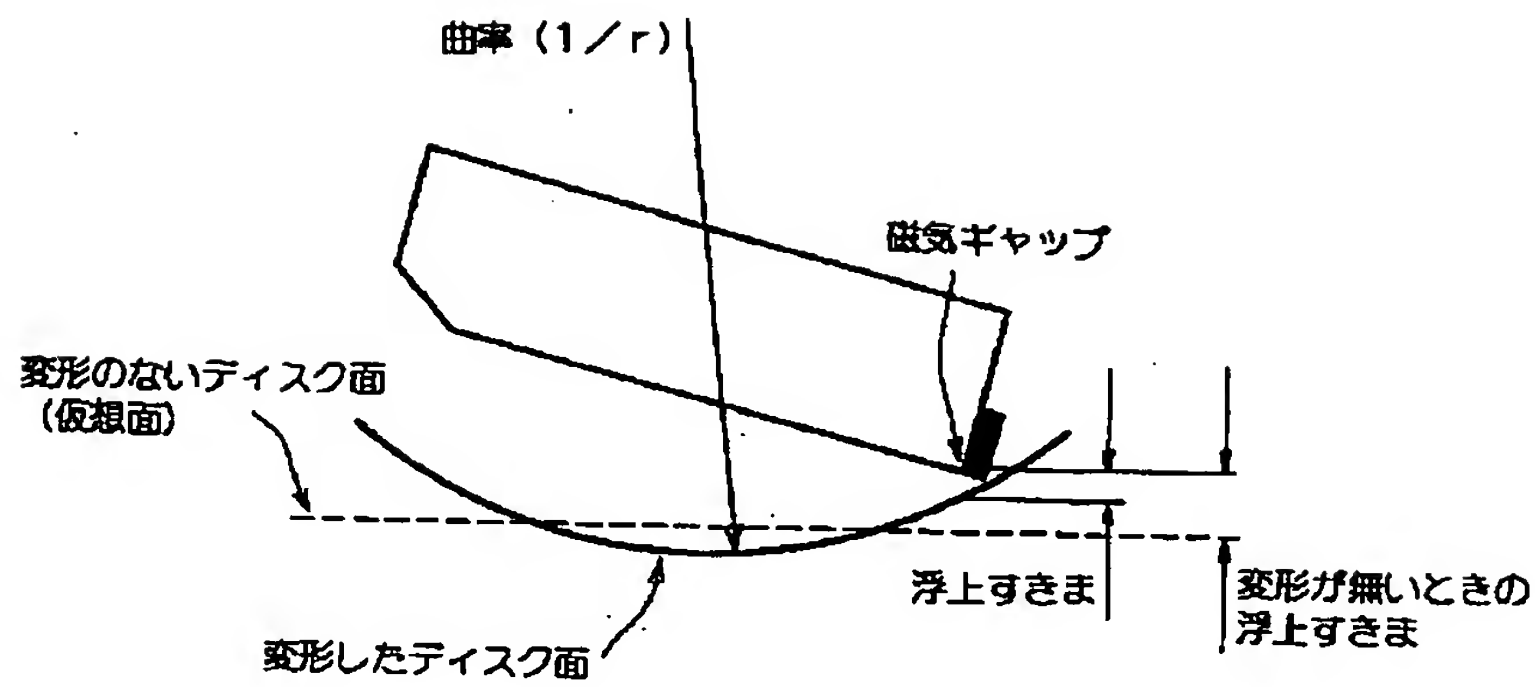 曲率（1／r）
磁気ギャップ
変形のないディスク面
（仮想面）
浮上すきま
変形が無いときの
浮上すきま
変形したディスク面